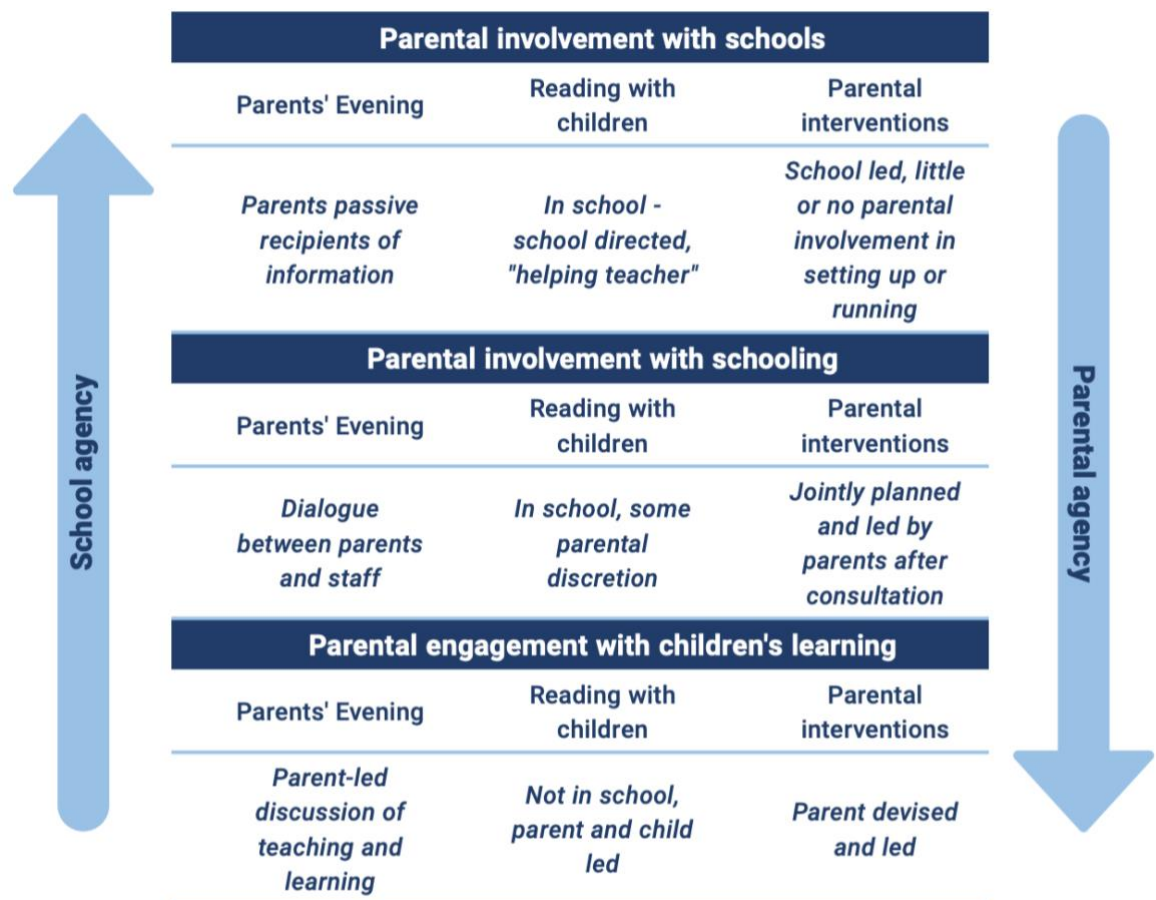 Parental involvement with schools
Parents' Evening
Reading with
children
Parental
interventions
Parents passive
recipients of
information
In school -
school directed,
"helping teacher"
School led, little
or no parental
involvement in
setting up or
running
Parental involvement with schooling
Parents' Evening
Reading with
children
Parental
interventions
Dialogue
between parents
and staff
In school, some
parental
discretion
Jointly planned
and led by
parents after
consultation
Parental engagement with children's learning
Parents' Evening
Reading with
children
Parental
interventions
Parent-led
discussion of
teaching and
learning
Not in school,
parent and child
led
Parent devised
and led
School agency
Parental agency